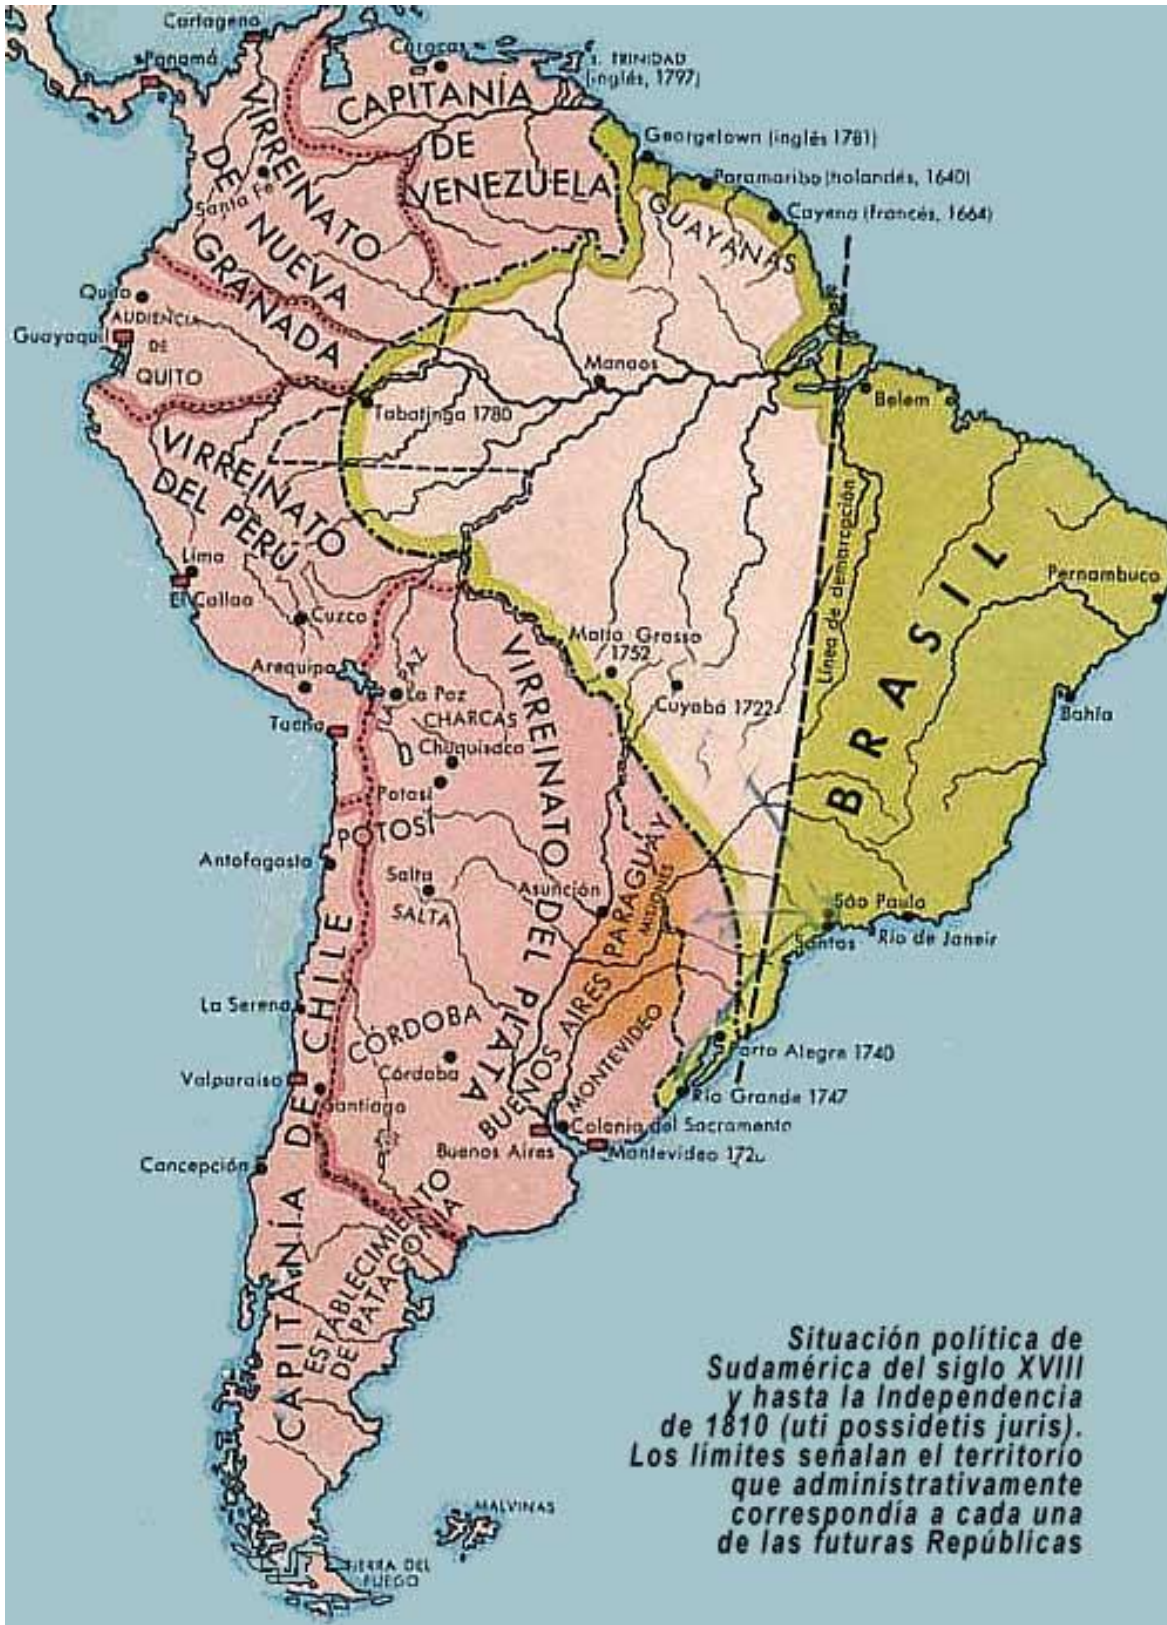 Cartagena
Panamá
Caracas
I. TRINIDAD
(inglés, 1797)
CAPITANÍA
DE
VENEZUELA
VIRREINATO
DE
NUEVA
GRANADA
Santa Fe
Georgetown (inglés 1781)
Paramaribo (holandés, 1640)
Cayena (francés, 1664)
GUAYANAS
Quito
AUDIENCIA
DE
QUITO
Guayaquil
Manaos
Belem
Tabatinga 1780
VIRREINATO
DEL PERÚ
Lima
El Callao
Cuzco
Línea de demarcación
BRASIL
Pernambuco
Bahía
Matto Grosso
1752
Cuyabá 1722
Arequipa
LA PAZ
La Paz
Tacna
CHARCAS
Chuquisaca
Potosí
POTOSÍ
VIRREINATO DEL PLATA
Antofagasta
Salta
SALTA
Asunción
PARAGUAY
MISIONES
São Paulo
Santos
Río de Janeir
La Serena
CÓRDOBA
Córdoba
BUENOS AIRES
MONTEVIDEO
Valparaiso
Santiago
orto Alegre 1740
Río Grande 1747
Colonia del Sacramento
Buenos Aires
Montevideo 172
Concepción
CAPITANÍA DE CHILE
ESTABLECIMIENTO
DE PATAGONIA
Situación política de
Sudamérica del siglo XVIII
y hasta la Independencia
de 1810 (uti possidetis juris).
Los límites señalan el territorio
que administrativamente
correspondía a cada una
de las futuras Repúblicas
MALVINAS
TIERRA DEL
FUEGO